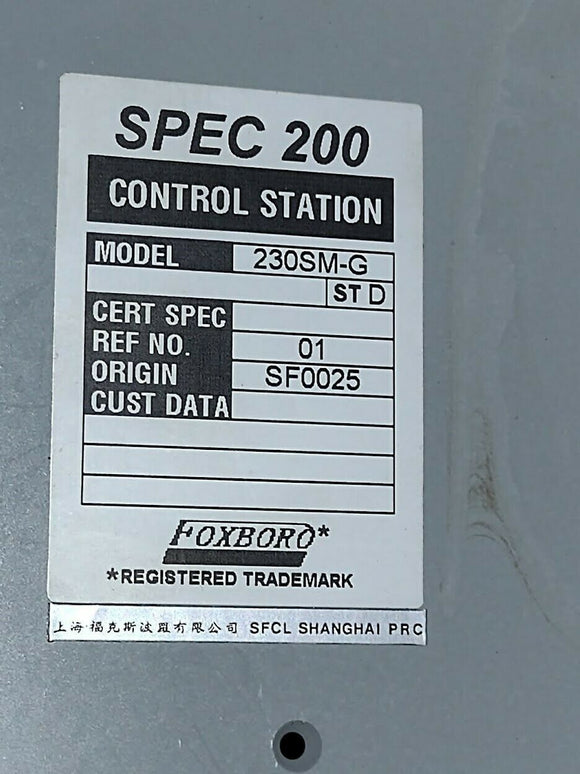 SPEC 200
CONTROL STATION
MODEL 230SM-G
ST D
CERT SPEC
REF NO. 01
ORIGIN SF0025
CUST DATA
FOXBORO*
*REGISTERED TRADEMARK
上海福克斯波罗有限公司 SFCL SHANGHAI PRC